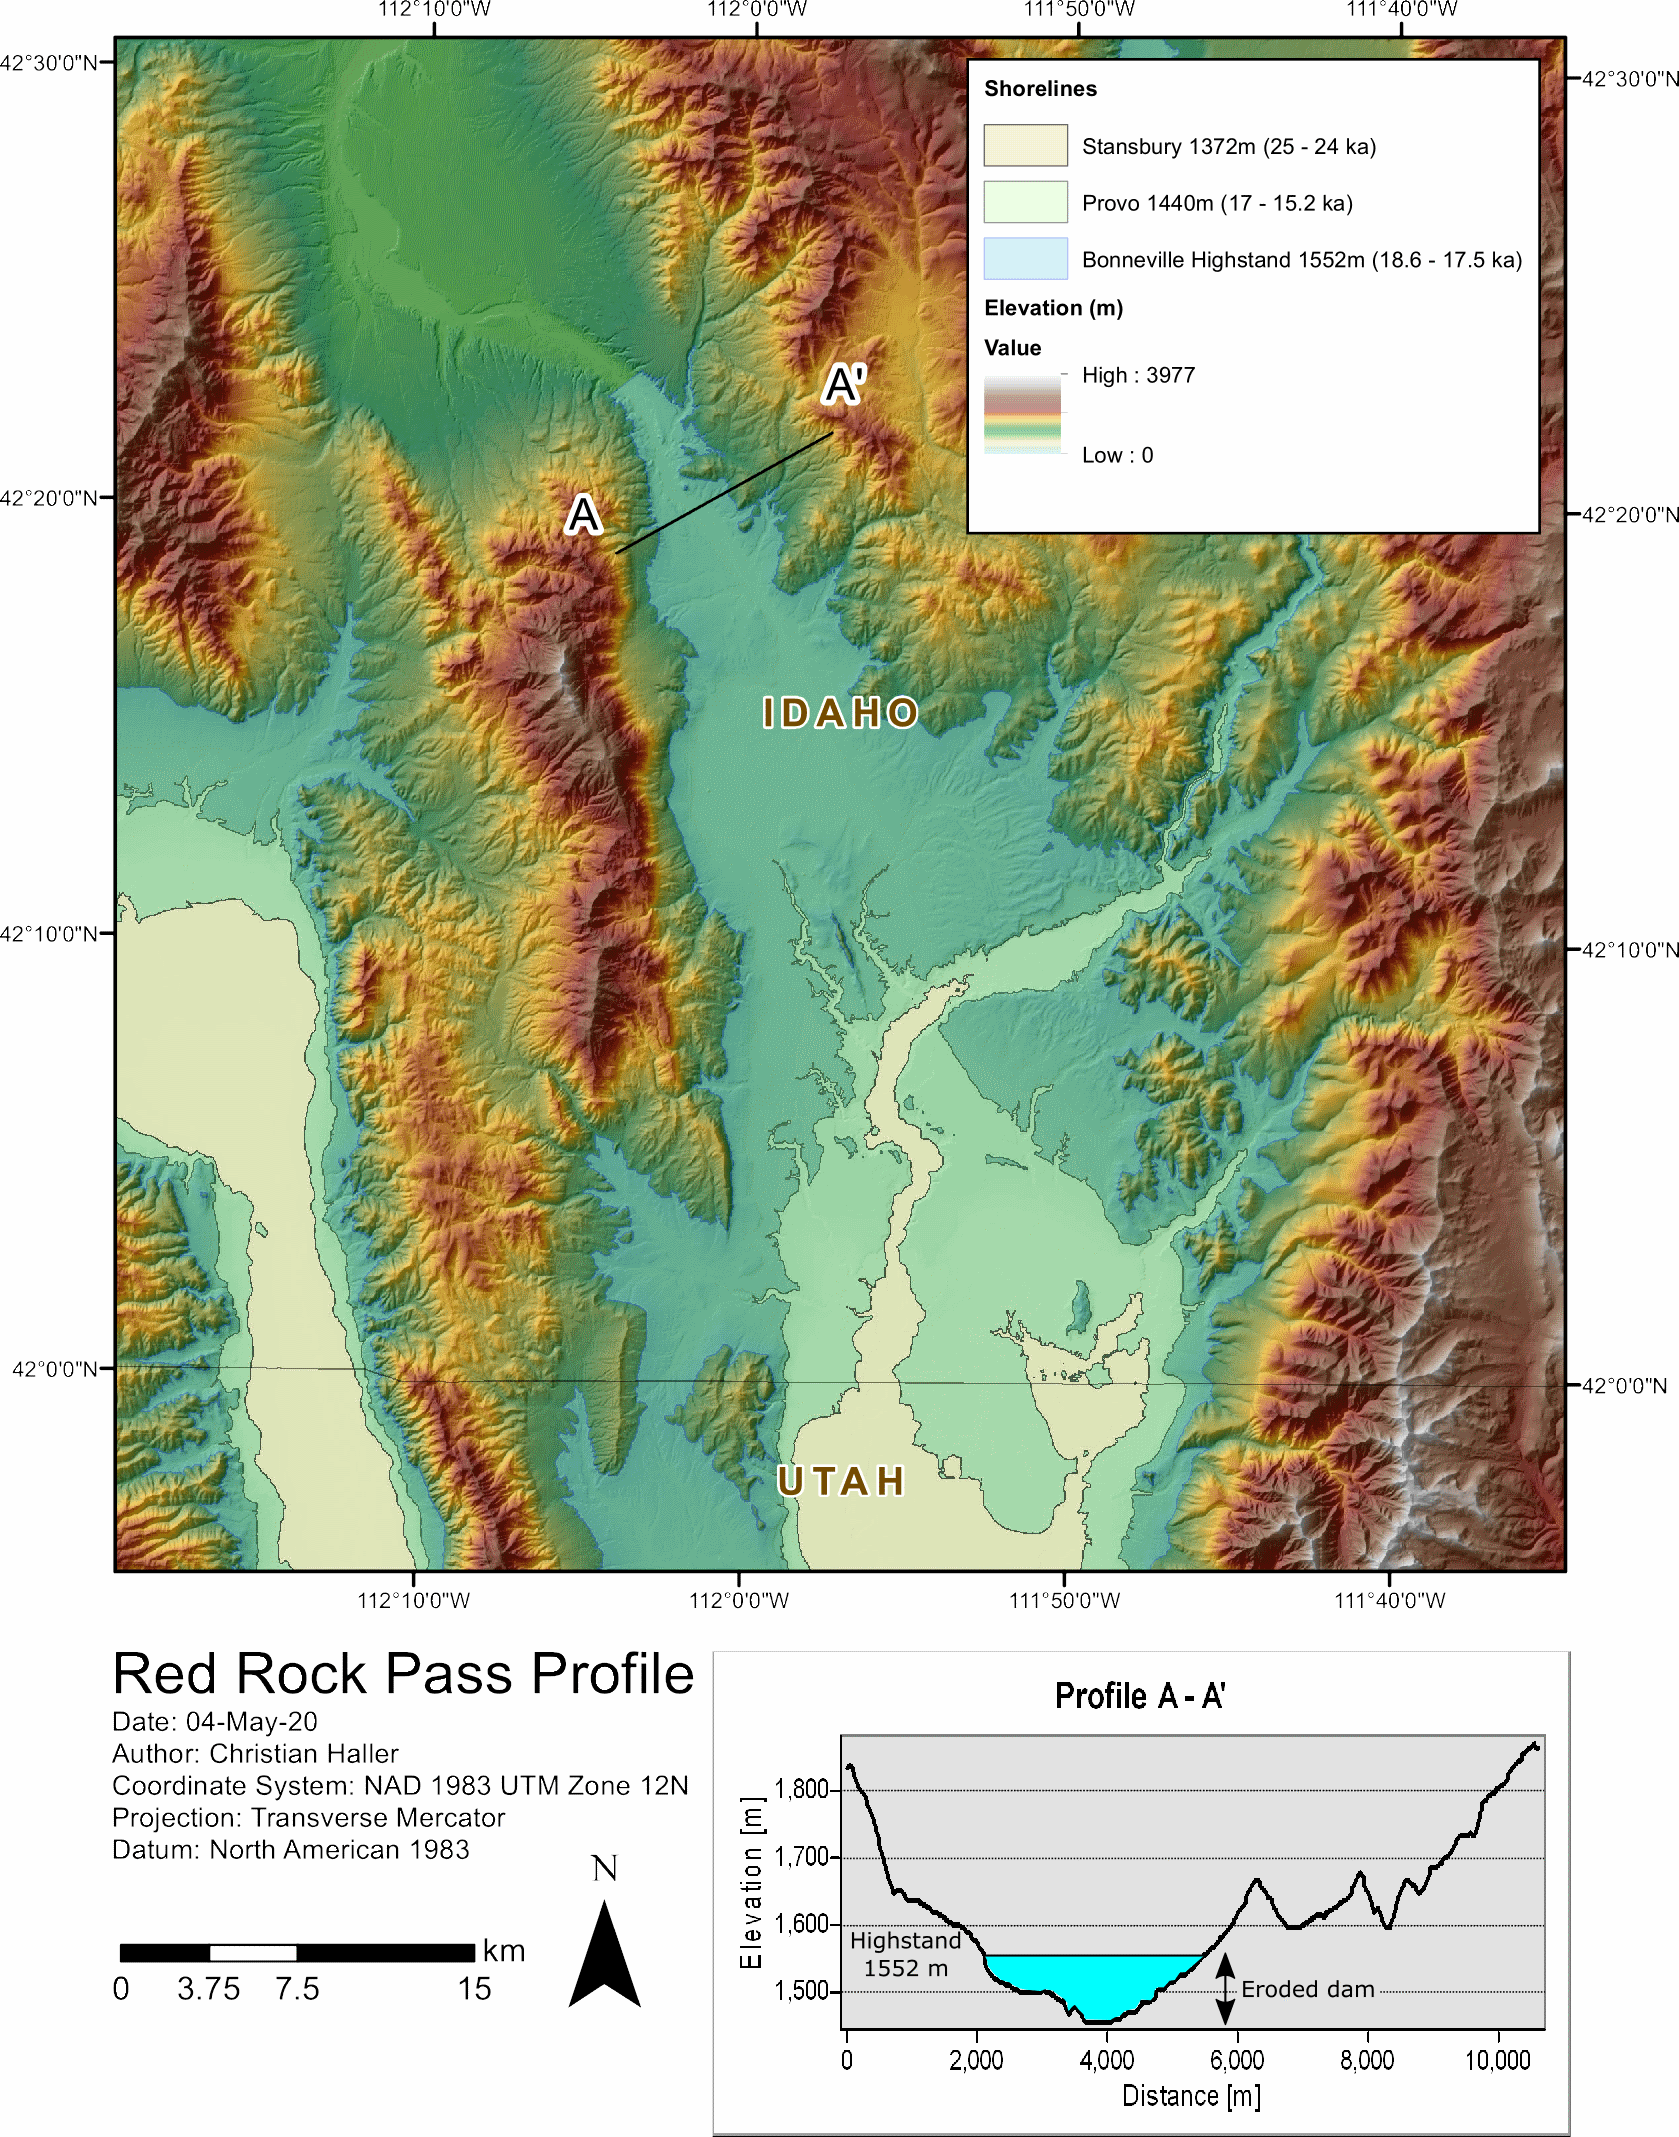 112°10'0"W 112°0'0"W 111°50'0"W 111°40'0"W
42°30'0"N 42°30'0"N
Shorelines
Stansbury 1372m (25 - 24 ka)
Provo 1440m (17 - 15.2 ka)
Bonneville Highstand 1552m (18.6 - 17.5 ka)
Elevation (m)
Value
High : 3977
Low : 0
A'
42°20'0"N 42°20'0"N
A
IDAHO
42°10'0"N 42°10'0"N
42°0'0"N 42°0'0"N
UTAH
112°10'0"W 112°0'0"W 111°50'0"W 111°40'0"W
Red Rock Pass Profile
Date: 04-May-20
Author: Christian Haller
Coordinate System: NAD 1983 UTM Zone 12N
Projection: Transverse Mercator
Datum: North American 1983
N
km
0 3.75 7.5 15
Profile A - A'
Elevation [m]
1,800
1,700
1,600
1,500
Highstand
1552 m
Eroded dam
0 2,000 4,000 6,000 8,000 10,000
Distance [m]